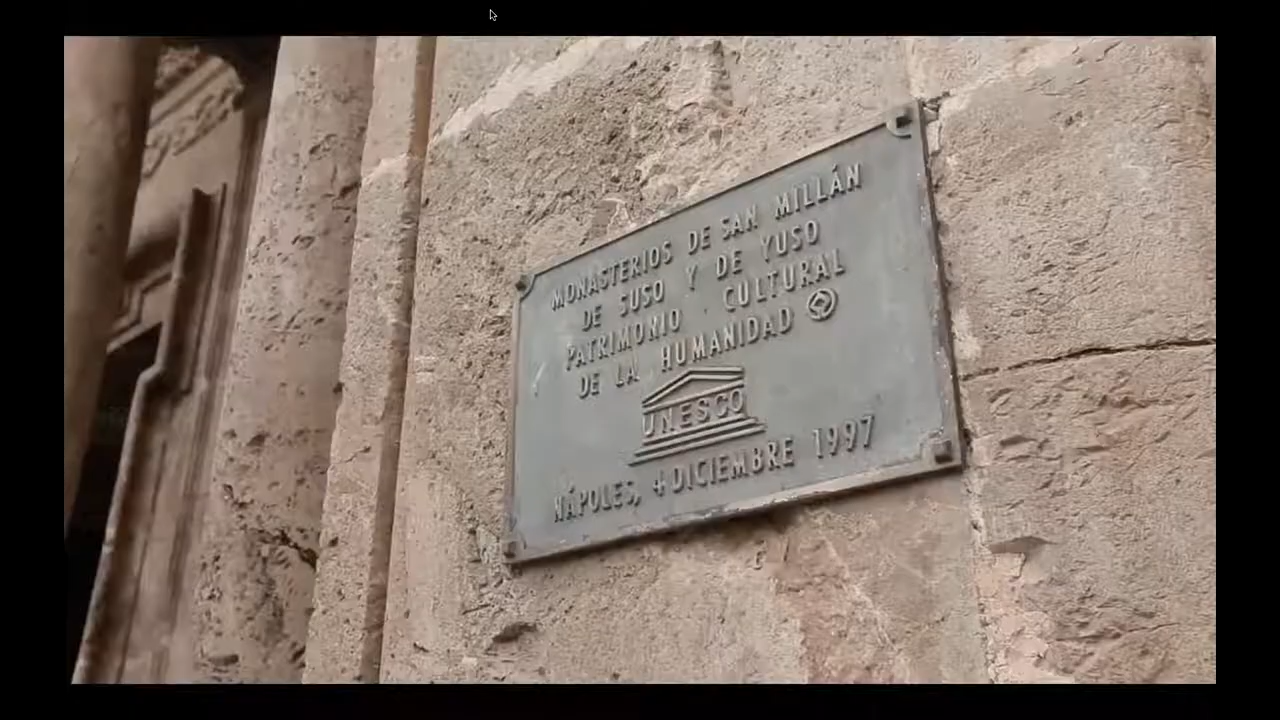 MONASTERIOS DE SAN MILLÁN
DE SUSO Y DE YUSO
PATRIMONIO CULTURAL
DE LA HUMANIDAD
UNESCO
NÁPOLES, 4 DICIEMBRE 1997